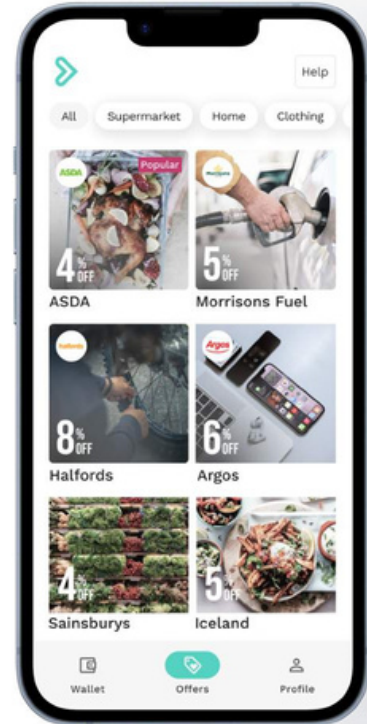 Help
All Supermarket Home Clothing
ASDA Popular Morrisons
4% OFF 5% OFF
ASDA Morrisons Fuel
halfords Argos
8% OFF 6% OFF
Halfords Argos
4% OFF 5% OFF
Sainsburys Iceland
Wallet Offers Profile